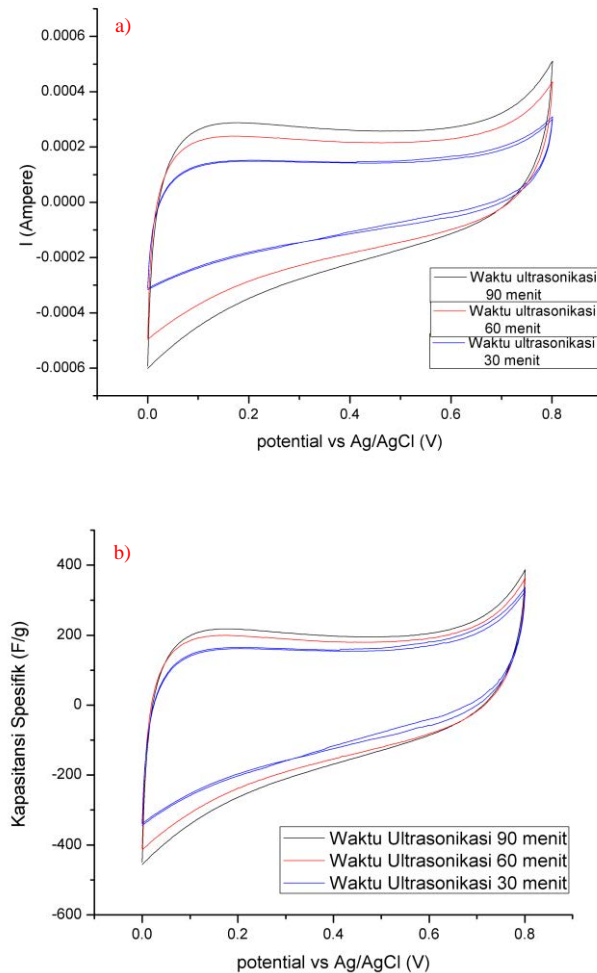 a)
0.0006
0.0004
0.0002
0.0000
-0.0002
-0.0004
-0.0006
I (Ampere)
Waktu ultrasonikasi
90 menit
Waktu ultrasonikasi
60 menit
Waktu ultrasonikasi
30 menit
0.0 0.2 0.4 0.6 0.8
potential vs Ag/AgCl (V)
b)
400
200
0
-200
-400
-600
Kapasitansi Spesifik (F/g)
Waktu Ultrasonikasi 90 menit
Waktu Ultrasonikasi 60 menit
Waktu Ultrasonikasi 30 menit
0.0 0.2 0.4 0.6 0.8
potential vs Ag/AgCl (V)